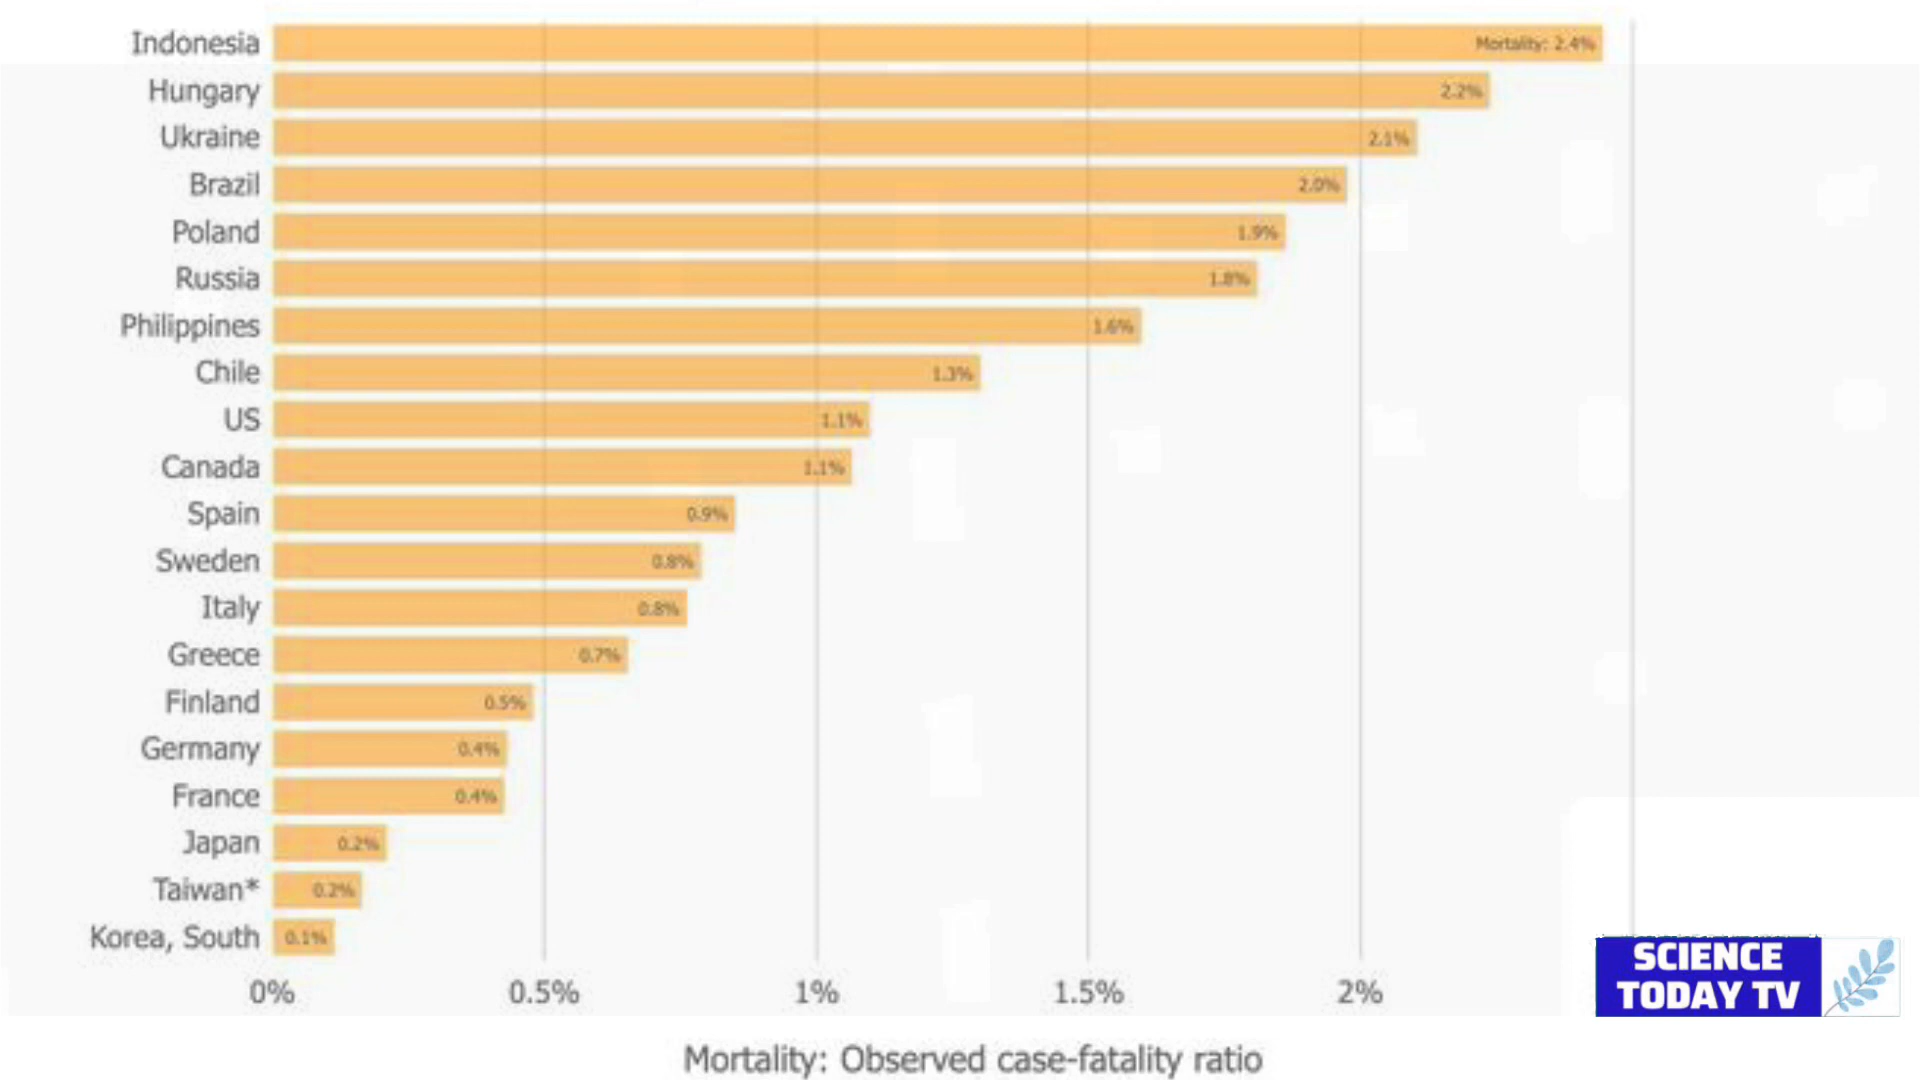 Indonesia Mortality: 2.4%
Hungary 2.2%
Ukraine 2.1%
Brazil 2.0%
Poland 1.9%
Russia 1.8%
Philippines 1.6%
Chile 1.3%
US 1.1%
Canada 1.1%
Spain 0.9%
Sweden 0.8%
Italy 0.8%
Greece 0.7%
Finland 0.5%
Germany 0.4%
France 0.4%
Japan 0.2%
Taiwan* 0.2%
Korea, South 0.1%
0% 0.5% 1% 1.5% 2%
Mortality: Observed case-fatality ratio
SCIENCE
TODAY TV